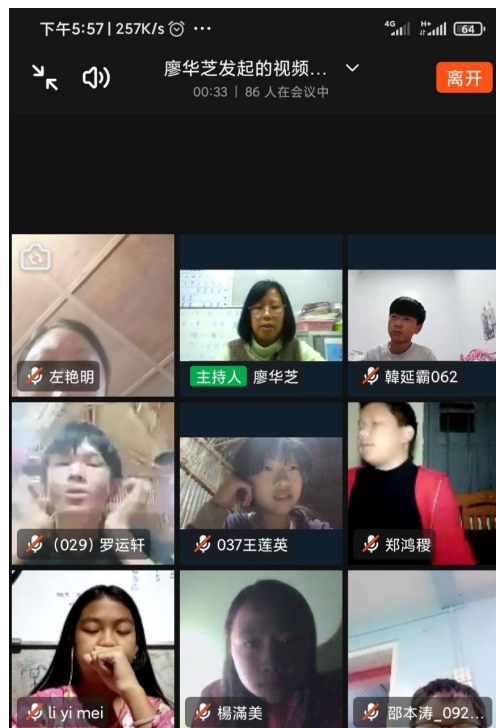 下午5:57 | 257K/s ···
4G H+ 64
廖华芝发起的视频...
离开
00:33 | 86 人在会议中
左艳明
主持人 廖华芝
韓延霸062
(029) 罗运轩
037王莲英
郑鸿稷
li yi mei
楊滿美
邵本涛_092...